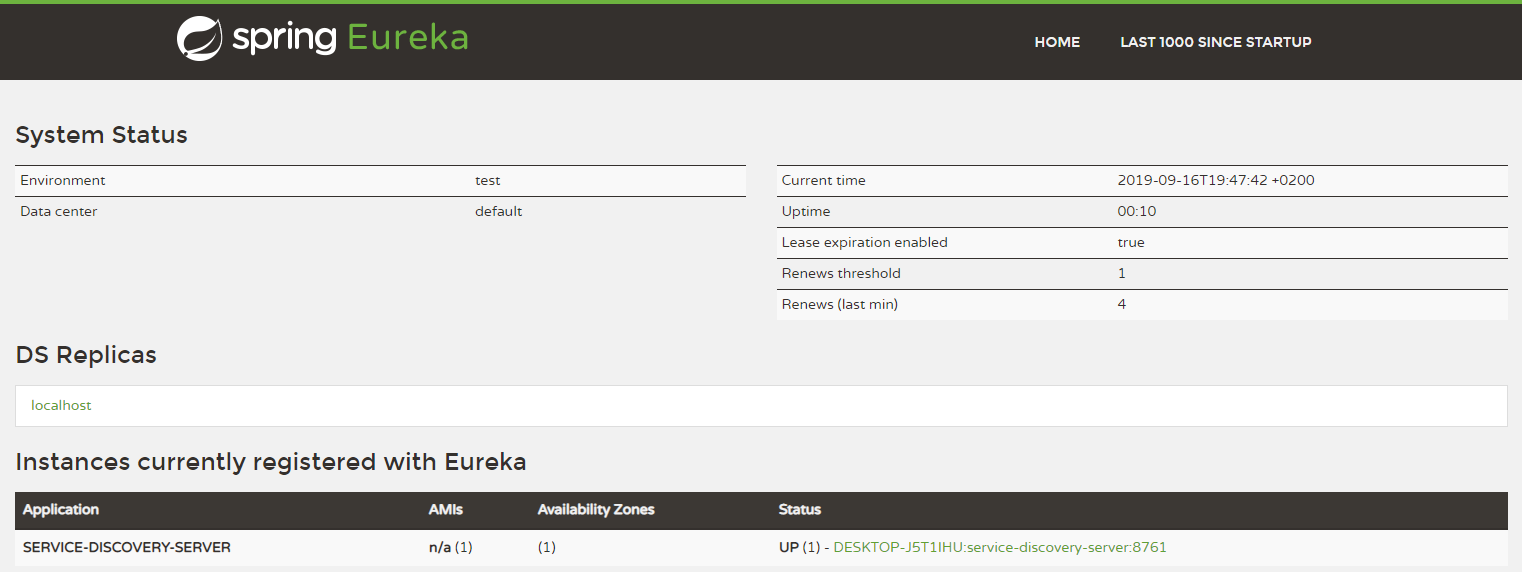 spring Eureka
HOME LAST 1000 SINCE STARTUP
System Status
Environment test
Data center default
Current time 2019-09-16T19:47:42 +0200
Uptime 00:10
Lease expiration enabled true
Renews threshold 1
Renews (last min) 4
DS Replicas
localhost
Instances currently registered with Eureka
Application AMIs Availability Zones Status
SERVICE-DISCOVERY-SERVER n/a (1) (1) UP (1) - DESKTOP-J5T1IHU:service-discovery-server:8761